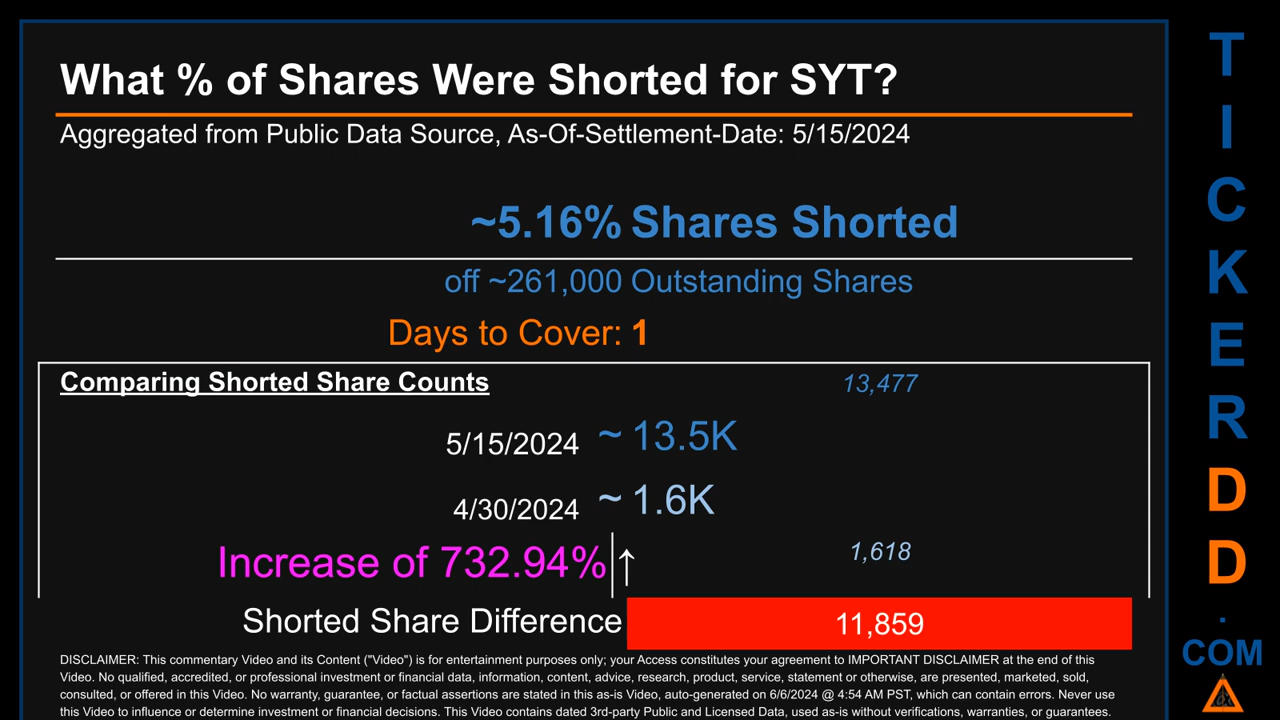 What % of Shares Were Shorted for SYT?
Aggregated from Public Data Source, As-Of-Settlement-Date: 5/15/2024
~5.16% Shares Shorted
off ~261,000 Outstanding Shares
Days to Cover: 1
Comparing Shorted Share Counts
13,477
5/15/2024 ~ 13.5K
4/30/2024 ~ 1.6K
Increase of 732.94% ↑
1,618
Shorted Share Difference 11,859
DISCLAIMER: This commentary Video and its Content ("Video") is for entertainment purposes only; your Access constitutes your agreement to IMPORTANT DISCLAIMER at the end of this
Video. No qualified, accredited, or professional investment or financial data, information, content, advice, research, product, service, statement or otherwise, are presented, marketed, sold,
consulted, or offered in this Video. No warranty, guarantee, or factual assertions are stated in this as-is Video, auto-generated on 6/6/2024 @ 4:54 AM PST, which can contain errors. Never use
this Video to influence or determine investment or financial decisions. This Video contains dated 3rd-party Public and Licensed Data, used as-is without verifications, warranties, or guarantees.
T
I
C
K
E
R
D
D
.
COM